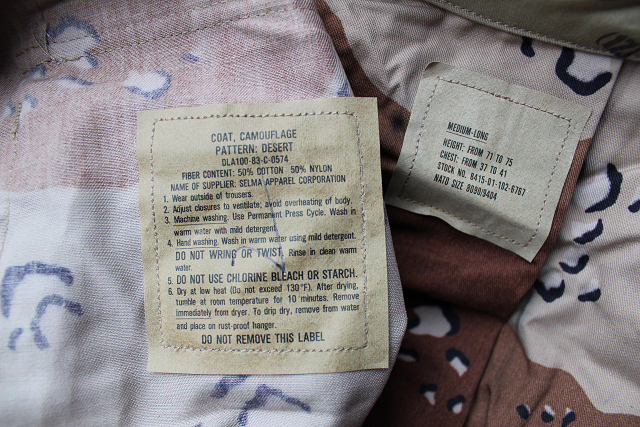 COAT, CAMOUFLAGE
PATTERN: DESERT
DLA100-83-C-0574
FIBER CONTENT: 50% COTTON 50% NYLON
NAME OF SUPPLIER: SELMA APPAREL CORPORATION
1. Wear outside of trousers.
2. Adjust closures to ventilate; avoid overheating of body.
3. Machine washing. Use Permanent Press Cycle. Wash in
warm water with mild detergent.
4. Hand washing. Wash in warm water using mild detergent.
DO NOT WRING OR TWIST. Rinse in clean warm
water.
5. DO NOT USE CHLORINE BLEACH OR STARCH.
6. Dry at low heat (Do not exceed 130°F). After drying,
tumble at room temperature for 10 minutes. Remove
immediately from dryer. To drip dry, remove from water
and place on rust-proof hanger.
DO NOT REMOVE THIS LABEL
MEDIUM-LONG
HEIGHT: FROM 71 TO 75
CHEST: FROM 37 TO 41
STOCK NO. 8415-01-102-6767
NATO SIZE 8090/9404